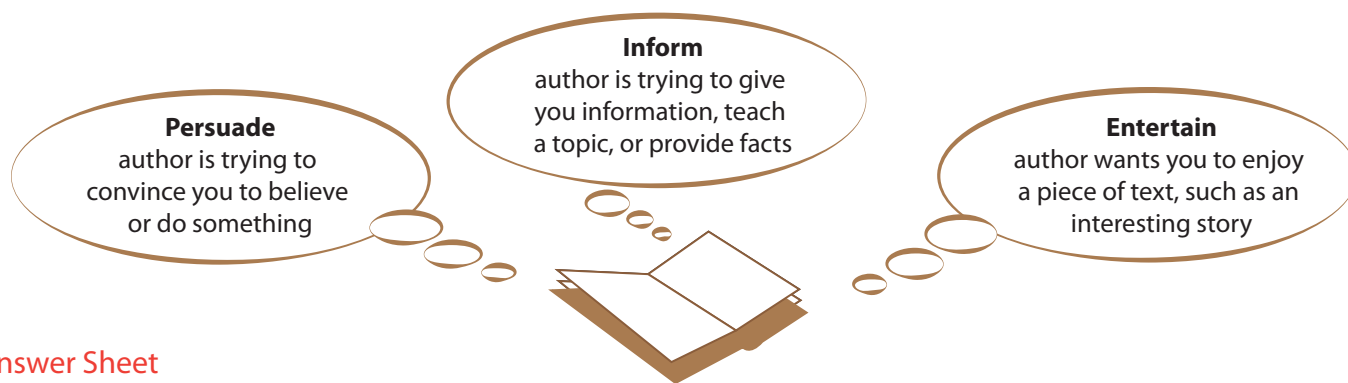 Persuade
author is trying to
convince you to believe
or do something
Inform
author is trying to give
you information, teach
a topic, or provide facts
Entertain
author wants you to enjoy
a piece of text, such as an
interesting story
nswer Sheet